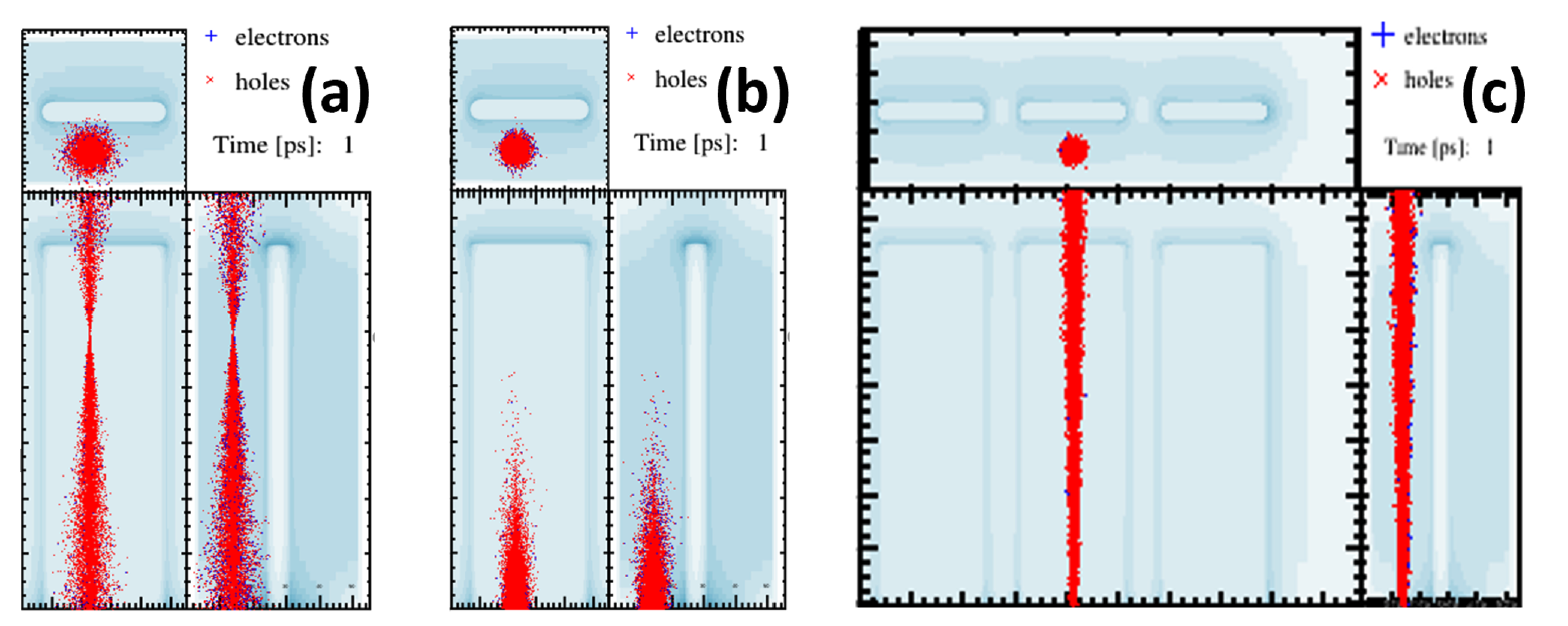 + electrons
× holes
(a)
Time [ps]: 1
+ electrons
× holes
(b)
Time [ps]: 1
+ electrons
× holes
(c)
Time [ps]: 1